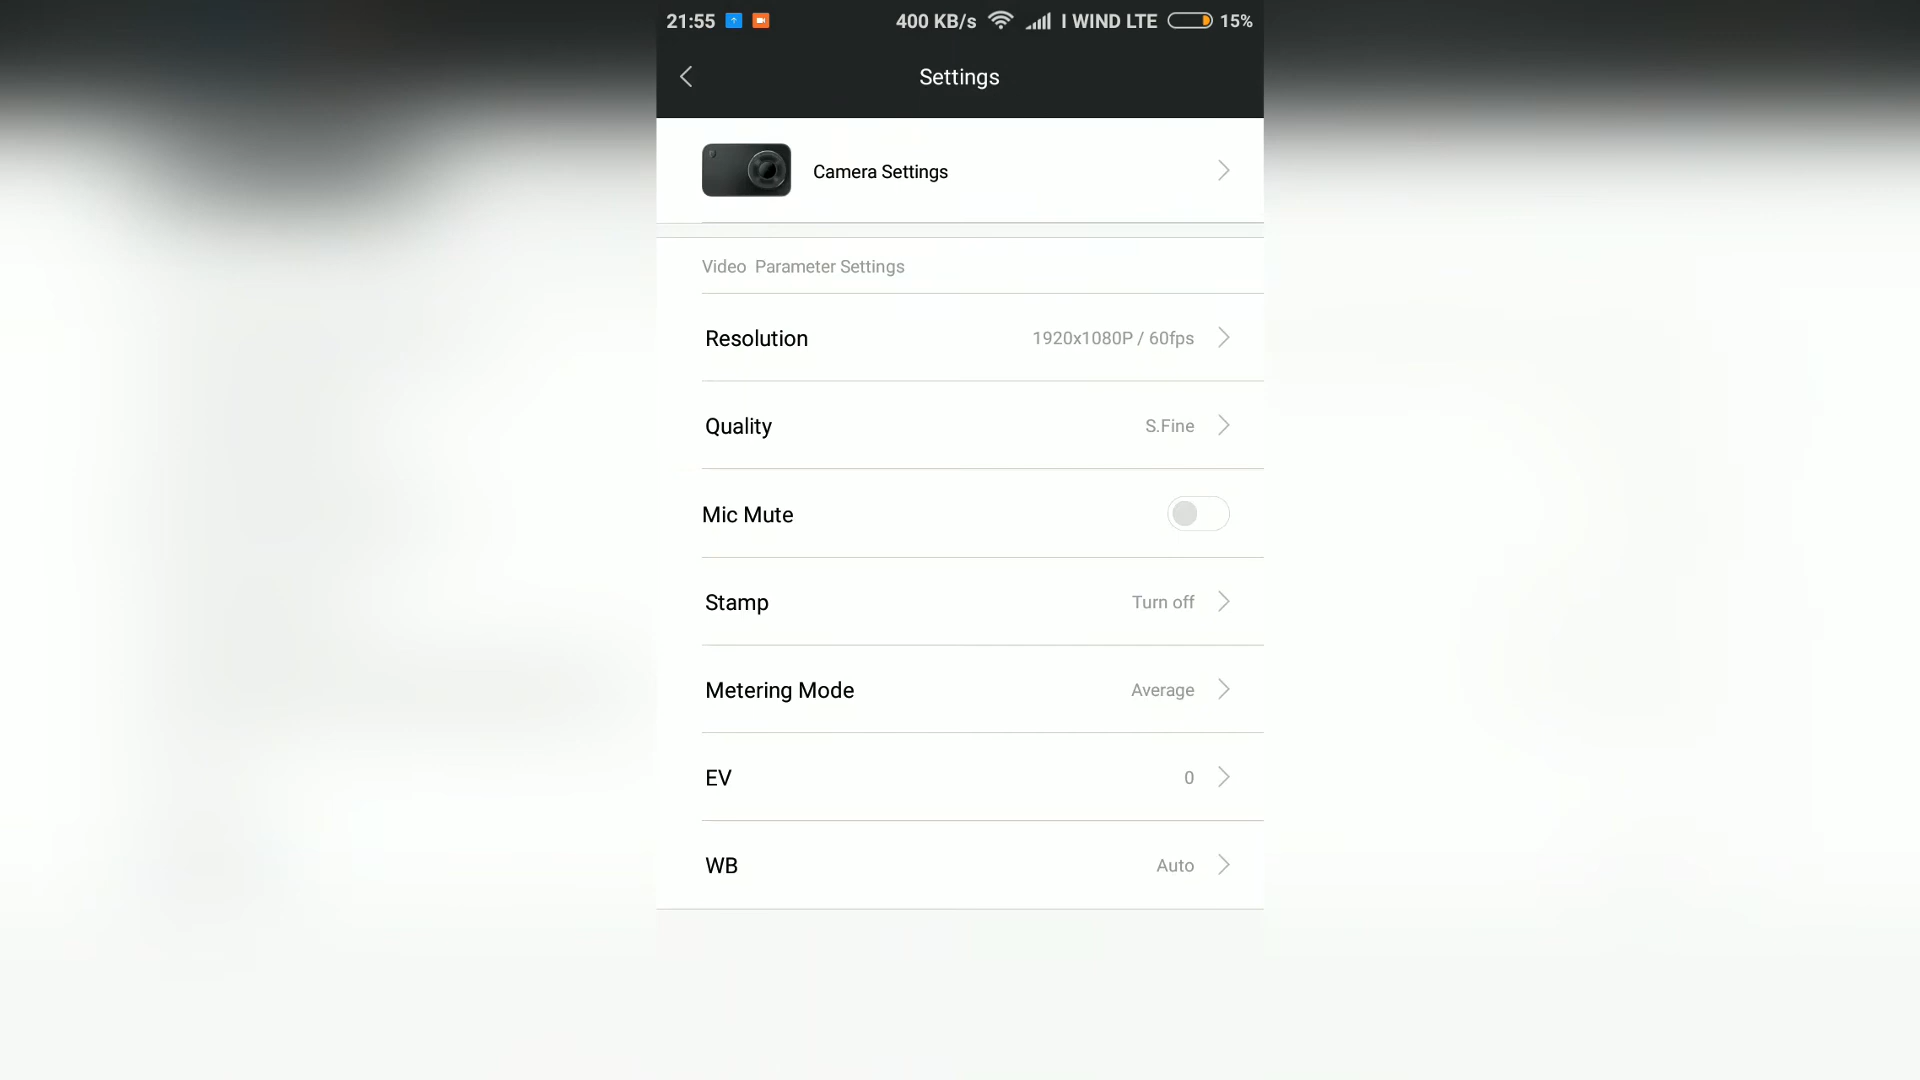 21:55 400 KB/s I WIND LTE 15%
Settings
Camera Settings
Video Parameter Settings
Resolution 1920x1080P / 60fps
Quality S.Fine
Mic Mute
Stamp Turn off
Metering Mode Average
EV 0
WB Auto